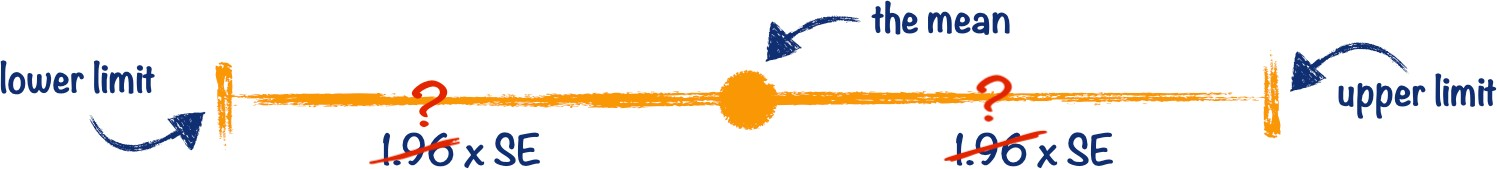 the mean
lower limit
upper limit
?
?
1.96 x SE
1.96 x SE